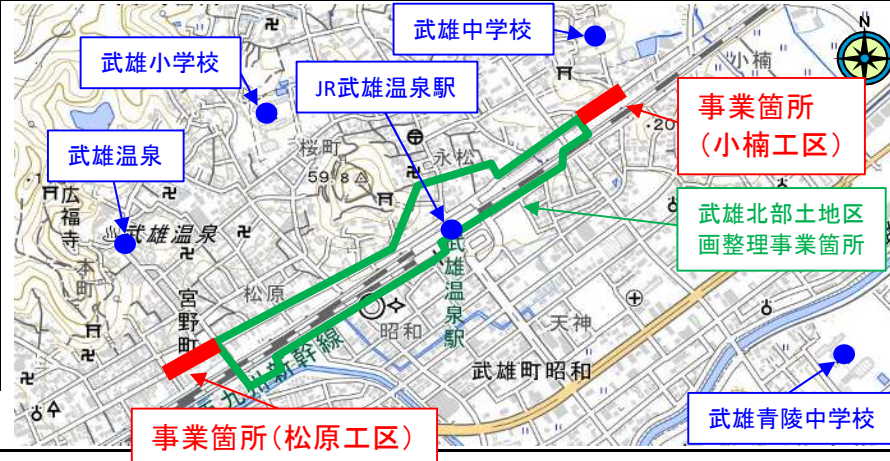 武雄中学校
N
武雄小学校
小楠
JR武雄温泉駅
事業箇所
(小楠工区)
.20
桜町
永松
武雄温泉
59.8
広福寺
武雄温泉
武雄北部土地区
画整理事業箇所
本町
宮野町
松原
武雄温泉駅
昭和
天神
九州新幹線
武雄町昭和
武雄青陵中学校
事業箇所(松原工区)